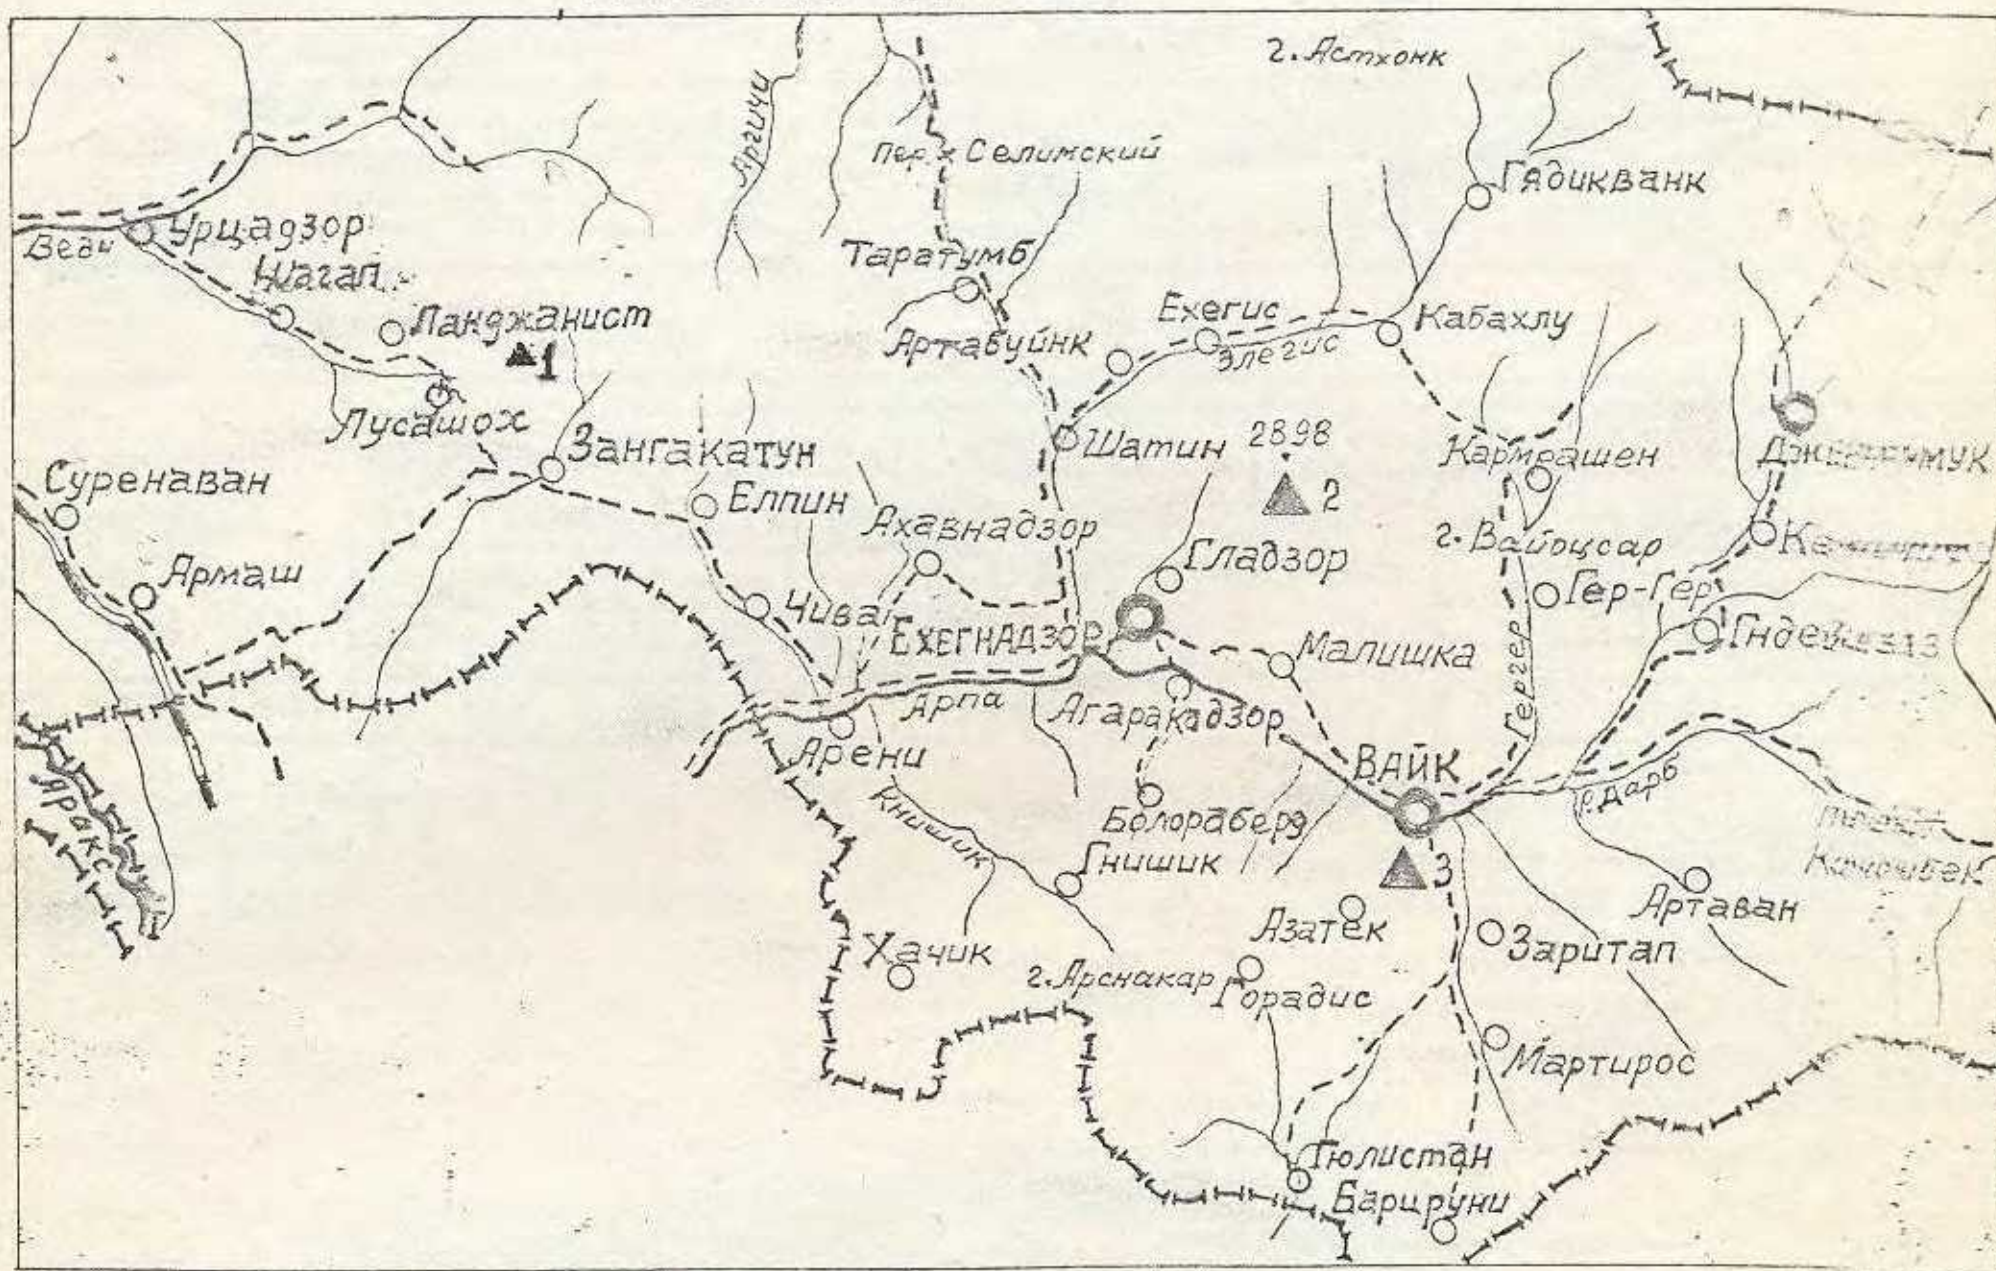 г. Астхонк
Аргичи
пер. х Селимский
Гядикванк
Веди
Урцадзор
Шагап
Таратумб
Ланджанист
1
Артабуйнк
Ехегис
Элегис
Кабахлу
Лусашох
Зангакатун
Шатин
2898
2
Кармрашен
Суренаван
Елпин
Ахавнадзор
г. Вайоцсар
Армаш
Гладзор
Гер-Гер
Чива
ЕХЕГНАДЗОР
Малишка
Арпа
Агаракадзор
Гергер
Аракс
Арени
ВАЙК
р. Дарб
Книшик
Болораберд
Гнишик
3
Артаван
Азатек
Заритап
Хачик
г. Арснакар
Горадис
Мартирос
Гюлистан
Барцруни